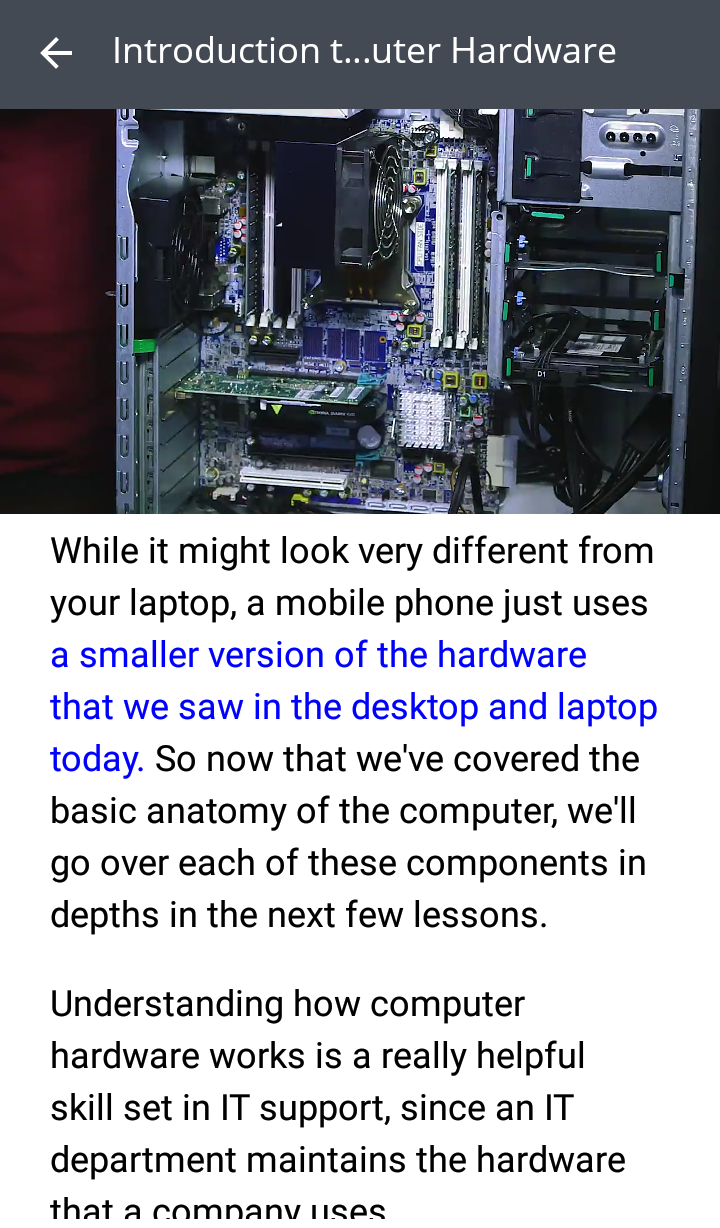 Introduction t...uter Hardware
D1
While it might look very different from
your laptop, a mobile phone just uses
a smaller version of the hardware
that we saw in the desktop and laptop
today. So now that we've covered the
basic anatomy of the computer, we'll
go over each of these components in
depths in the next few lessons.
Understanding how computer
hardware works is a really helpful
skill set in IT support, since an IT
department maintains the hardware
that a company uses